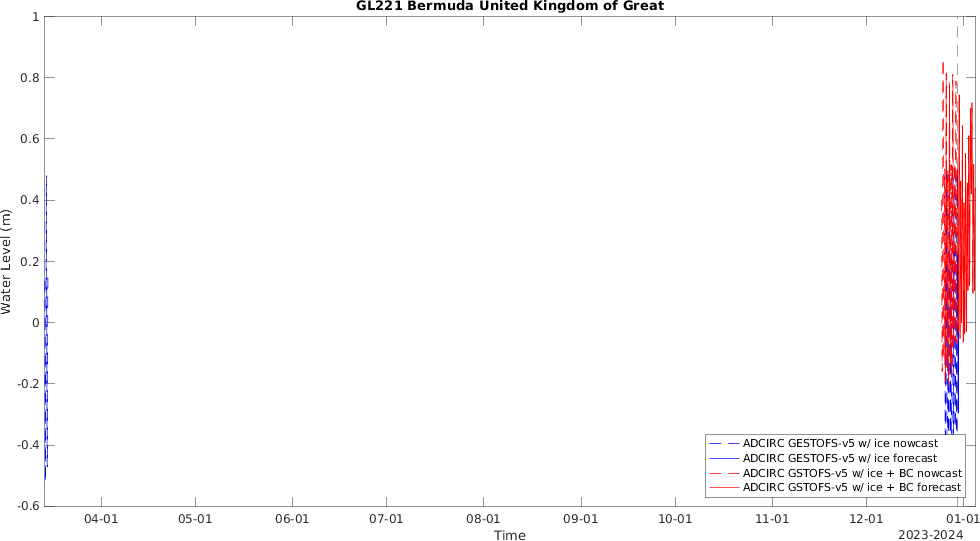 GL221 Bermuda United Kingdom of Great
1
0.8
0.6
0.4
0.2
0
-0.2
-0.4
-0.6
Water Level (m)
ADCIRC GESTOFS-v5 w/ ice nowcast
ADCIRC GESTOFS-v5 w/ ice forecast
ADCIRC GSTOFS-v5 w/ ice + BC nowcast
ADCIRC GSTOFS-v5 w/ ice + BC forecast
04-01 05-01 06-01 07-01 08-01 09-01 10-01 11-01 12-01 01-01
Time
2023-2024